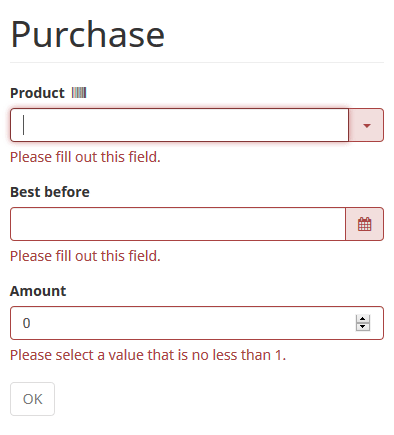 Purchase
Product
Please fill out this field.
Best before
Please fill out this field.
Amount
0
Please select a value that is no less than 1.
OK